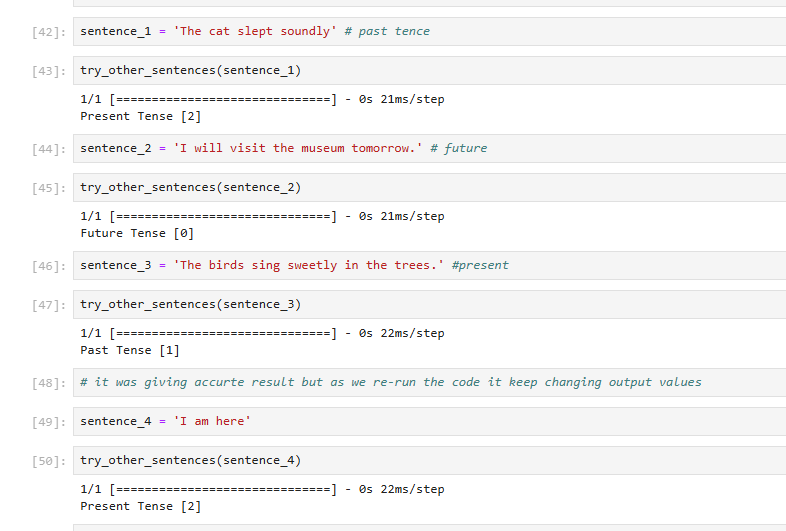 [42]: sentence_1 = 'The cat slept soundly' # past tence
[43]: try_other_sentences(sentence_1)
1/1 [==============================] - 0s 21ms/step
Present Tense [2]
[44]: sentence_2 = 'I will visit the museum tomorrow.' # future
[45]: try_other_sentences(sentence_2)
1/1 [==============================] - 0s 21ms/step
Future Tense [0]
[46]: sentence_3 = 'The birds sing sweetly in the trees.' #present
[47]: try_other_sentences(sentence_3)
1/1 [==============================] - 0s 22ms/step
Past Tense [1]
[48]: # it was giving accurte result but as we re-run the code it keep changing output values
[49]: sentence_4 = 'I am here'
[50]: try_other_sentences(sentence_4)
1/1 [==============================] - 0s 22ms/step
Present Tense [2]